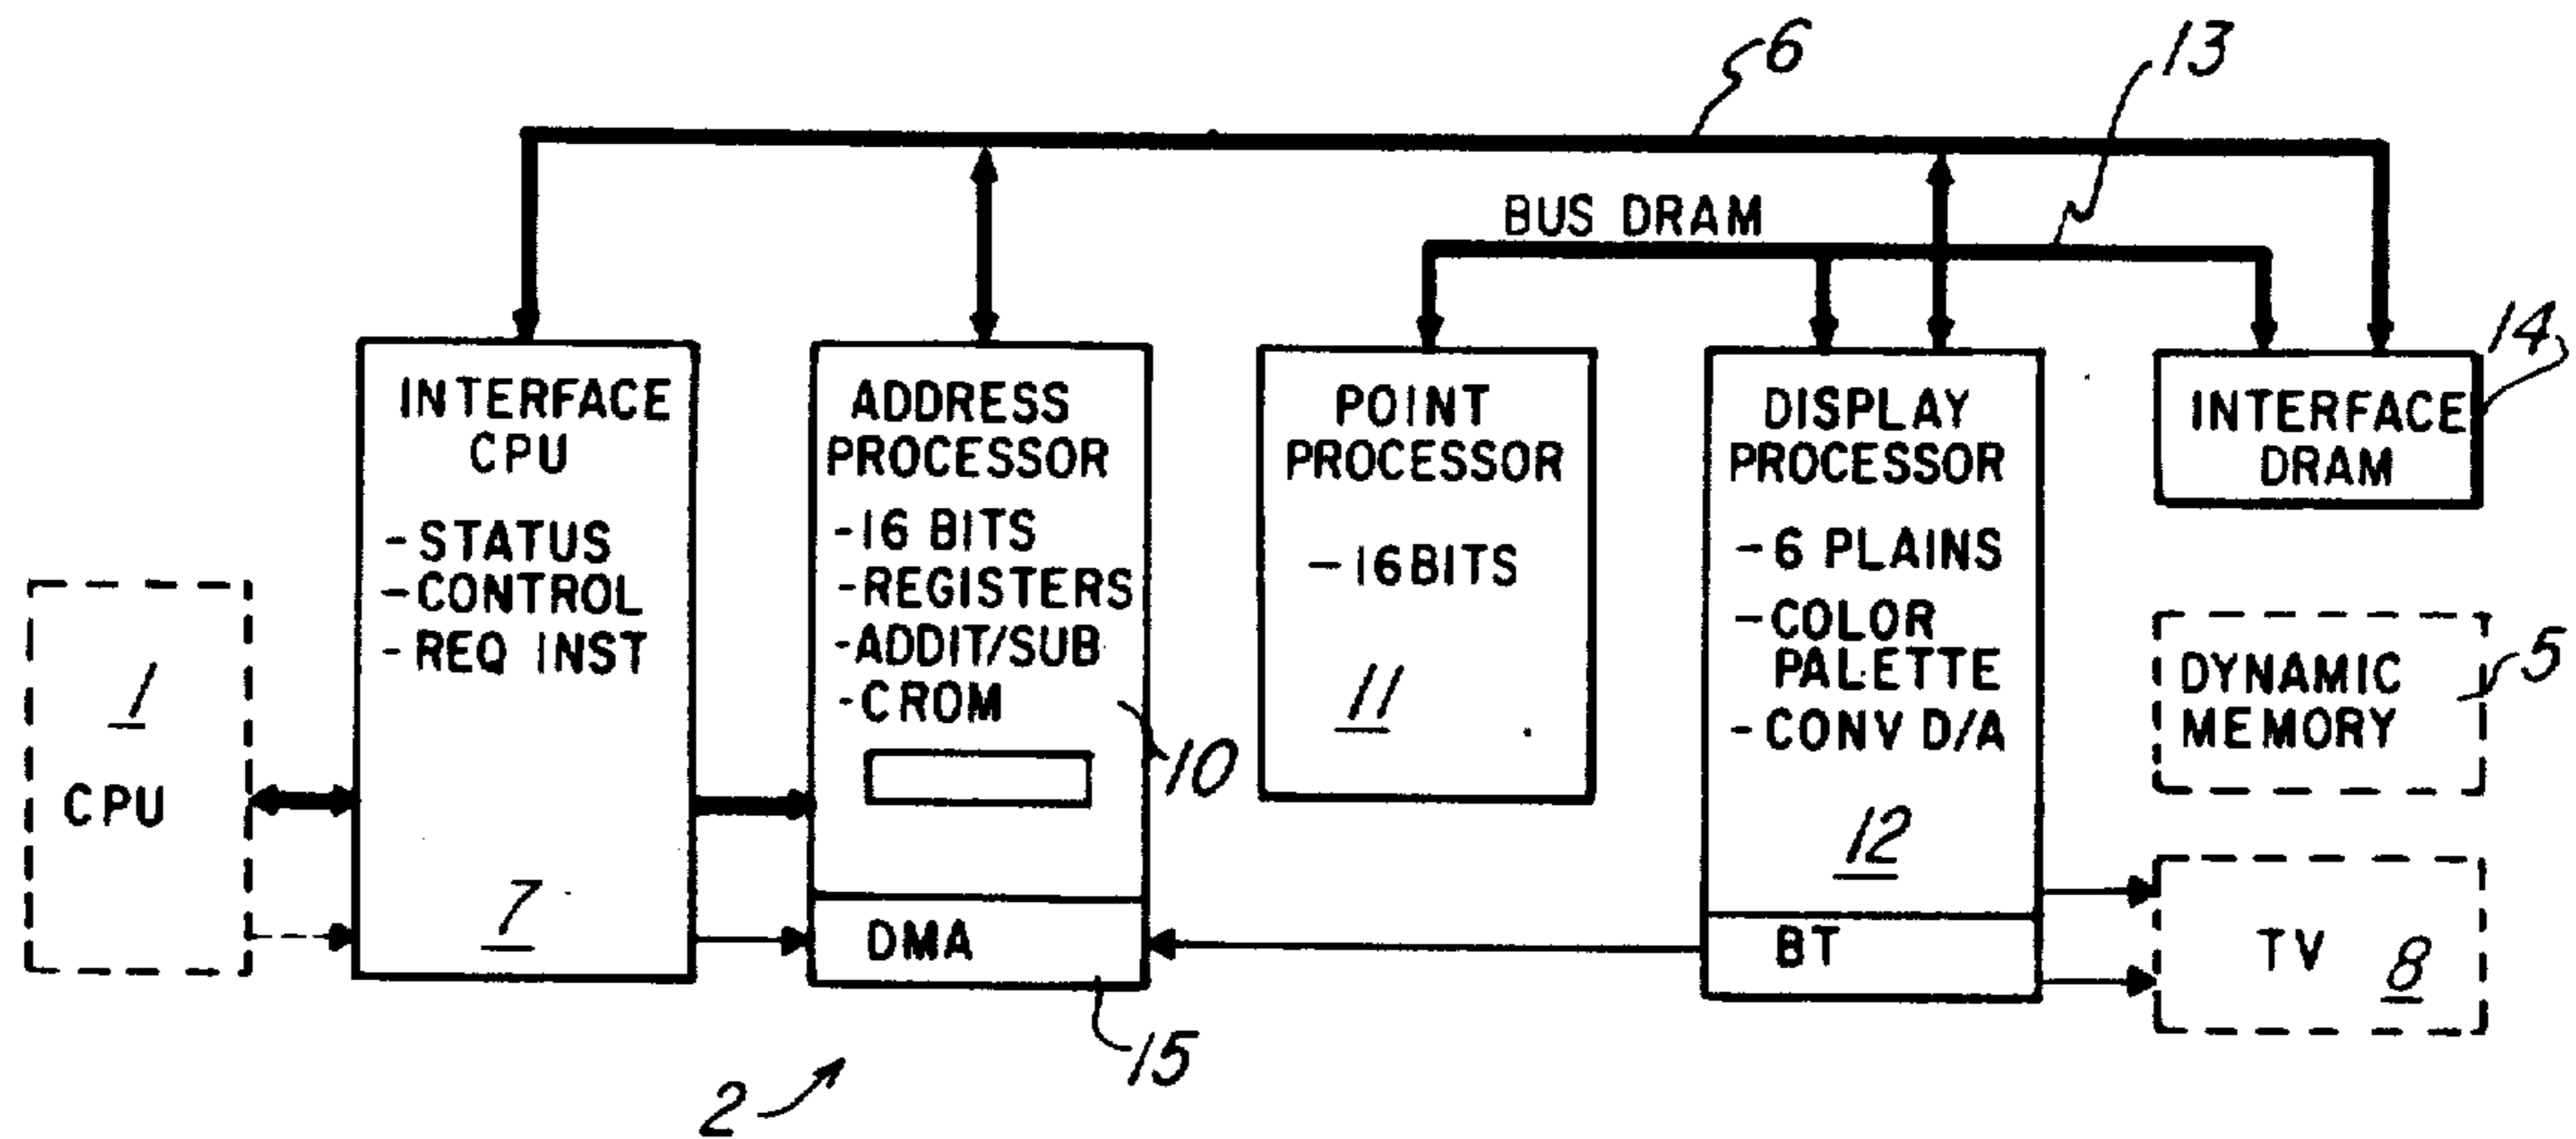 6
13
BUS DRAM
INTERFACE
CPU
-STATUS
-CONTROL
-REQ INST
7
ADDRESS
PROCESSOR
-16 BITS
-REGISTERS
-ADDIT/SUB
-CROM
10
DMA
15
POINT
PROCESSOR
-16BITS
11
DISPLAY
PROCESSOR
-6 PLAINS
-COLOR
PALETTE
-CONV D/A
12
BT
INTERFACE
DRAM
14
1
CPU
DYNAMIC
MEMORY
5
TV
8
2